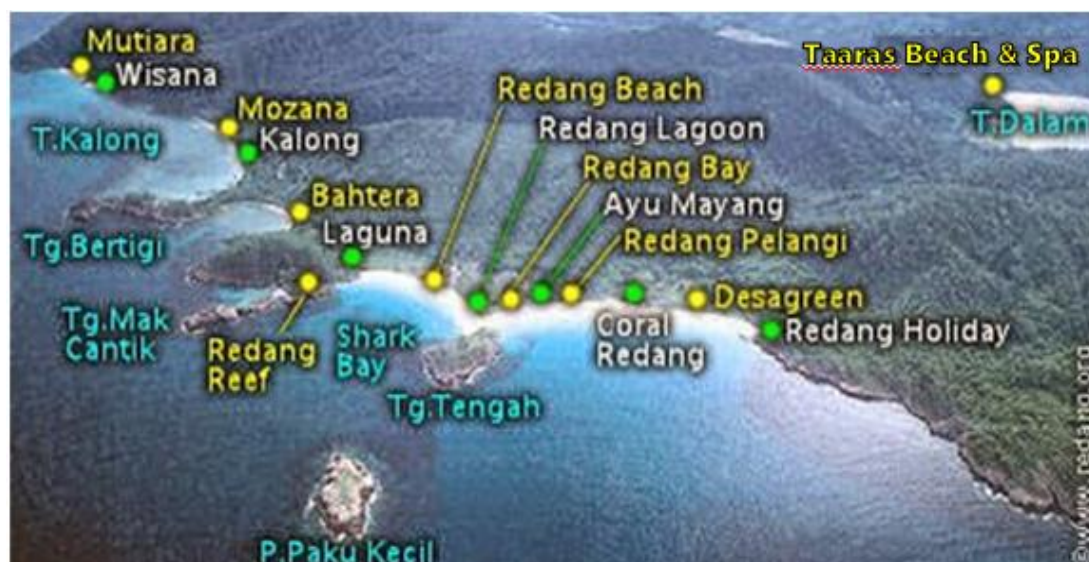 Mutiara
Wisana
Taaras Beach & Spa
T.Dalam
Redang Beach
Mozana
Kalong
T.Kalong
Redang Lagoon
Redang Bay
Ayu Mayang
Redang Pelangi
Bahtera
Laguna
Tg.Bertigi
Desagreen
Tg.Mak
Cantik
Redang
Reef
Shark
Bay
Coral
Redang
Redang Holiday
Tg.Tengah
P.Paku Kecil
©www.redang.org